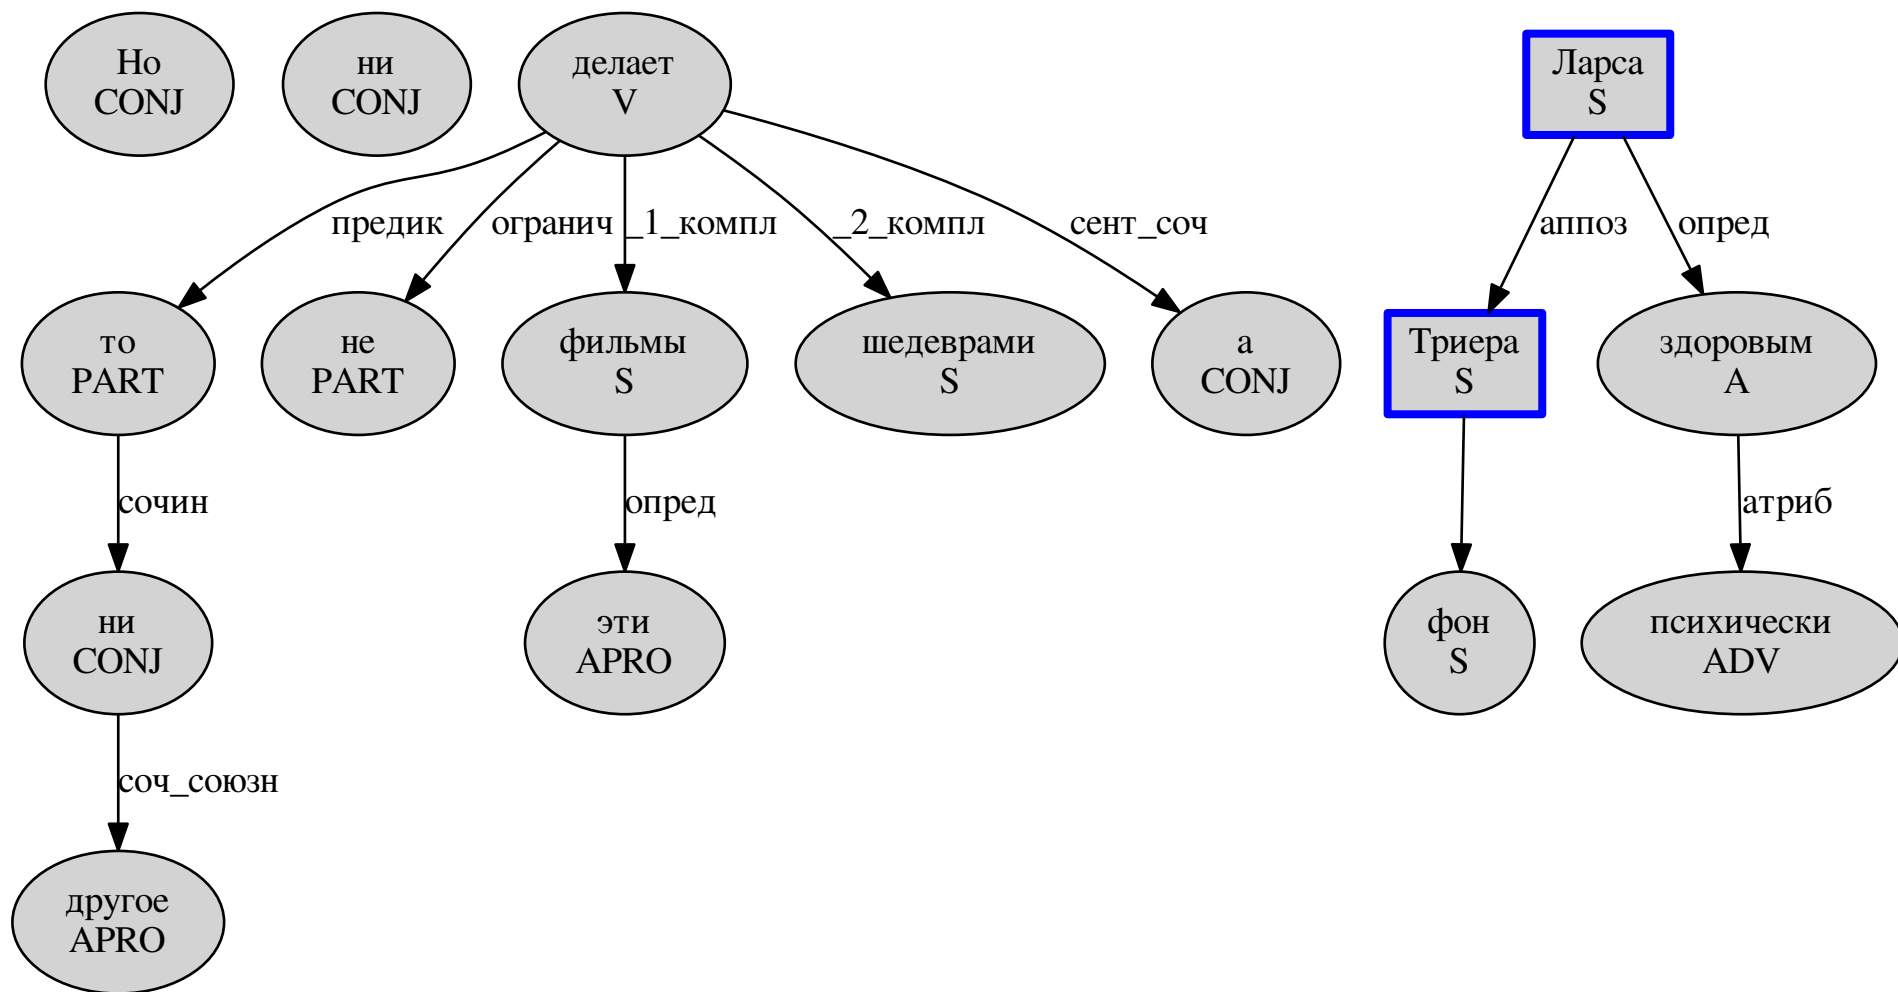 Но
CONJ
ни
CONJ
делает
V
Ларса
S
предик
огранич
_1_компл
_2_компл
сент_соч
аппоз
опред
то
PART
не
PART
фильмы
S
шедеврами
S
а
CONJ
Триера
S
здоровым
A
сочин
опред
атриб
ни
CONJ
эти
APRO
фон
S
психически
ADV
соч_союзн
другое
APRO